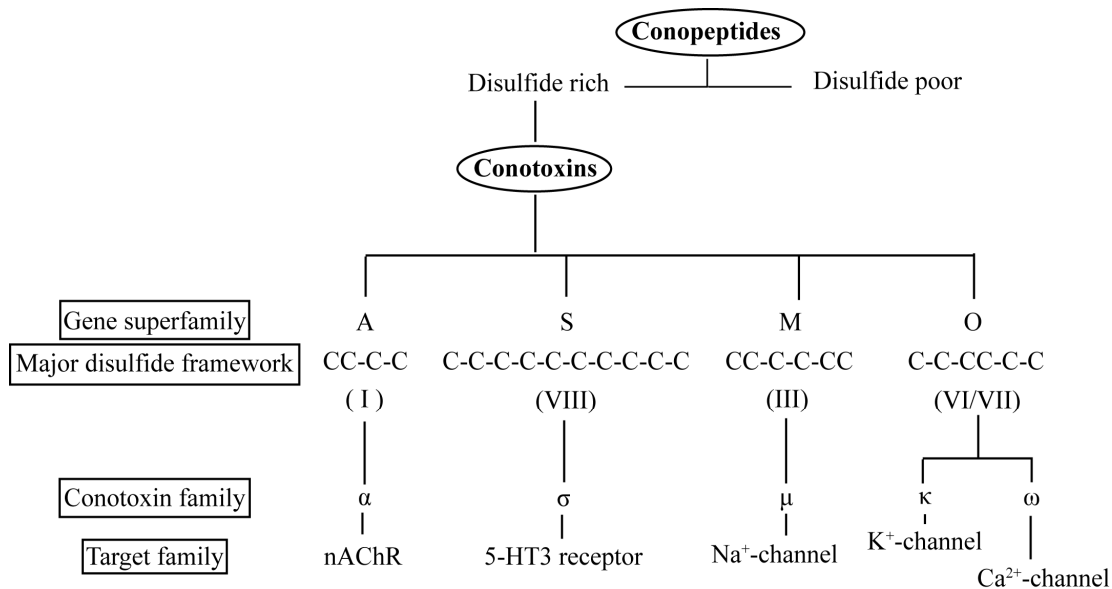 Conopeptides
Disulfide rich
Disulfide poor
Conotoxins
Gene superfamily A S M O
Major disulfide framework CC-C-C C-C-C-C-C-C-C-C-C-C CC-C-C-CC C-C-CC-C-C
( I ) (VIII) (III) (VI/VII)
Conotoxin family α σ μ κ ω
Target family nAChR 5-HT3 receptor Na⁺-channel K⁺-channel
Ca²⁺-channel